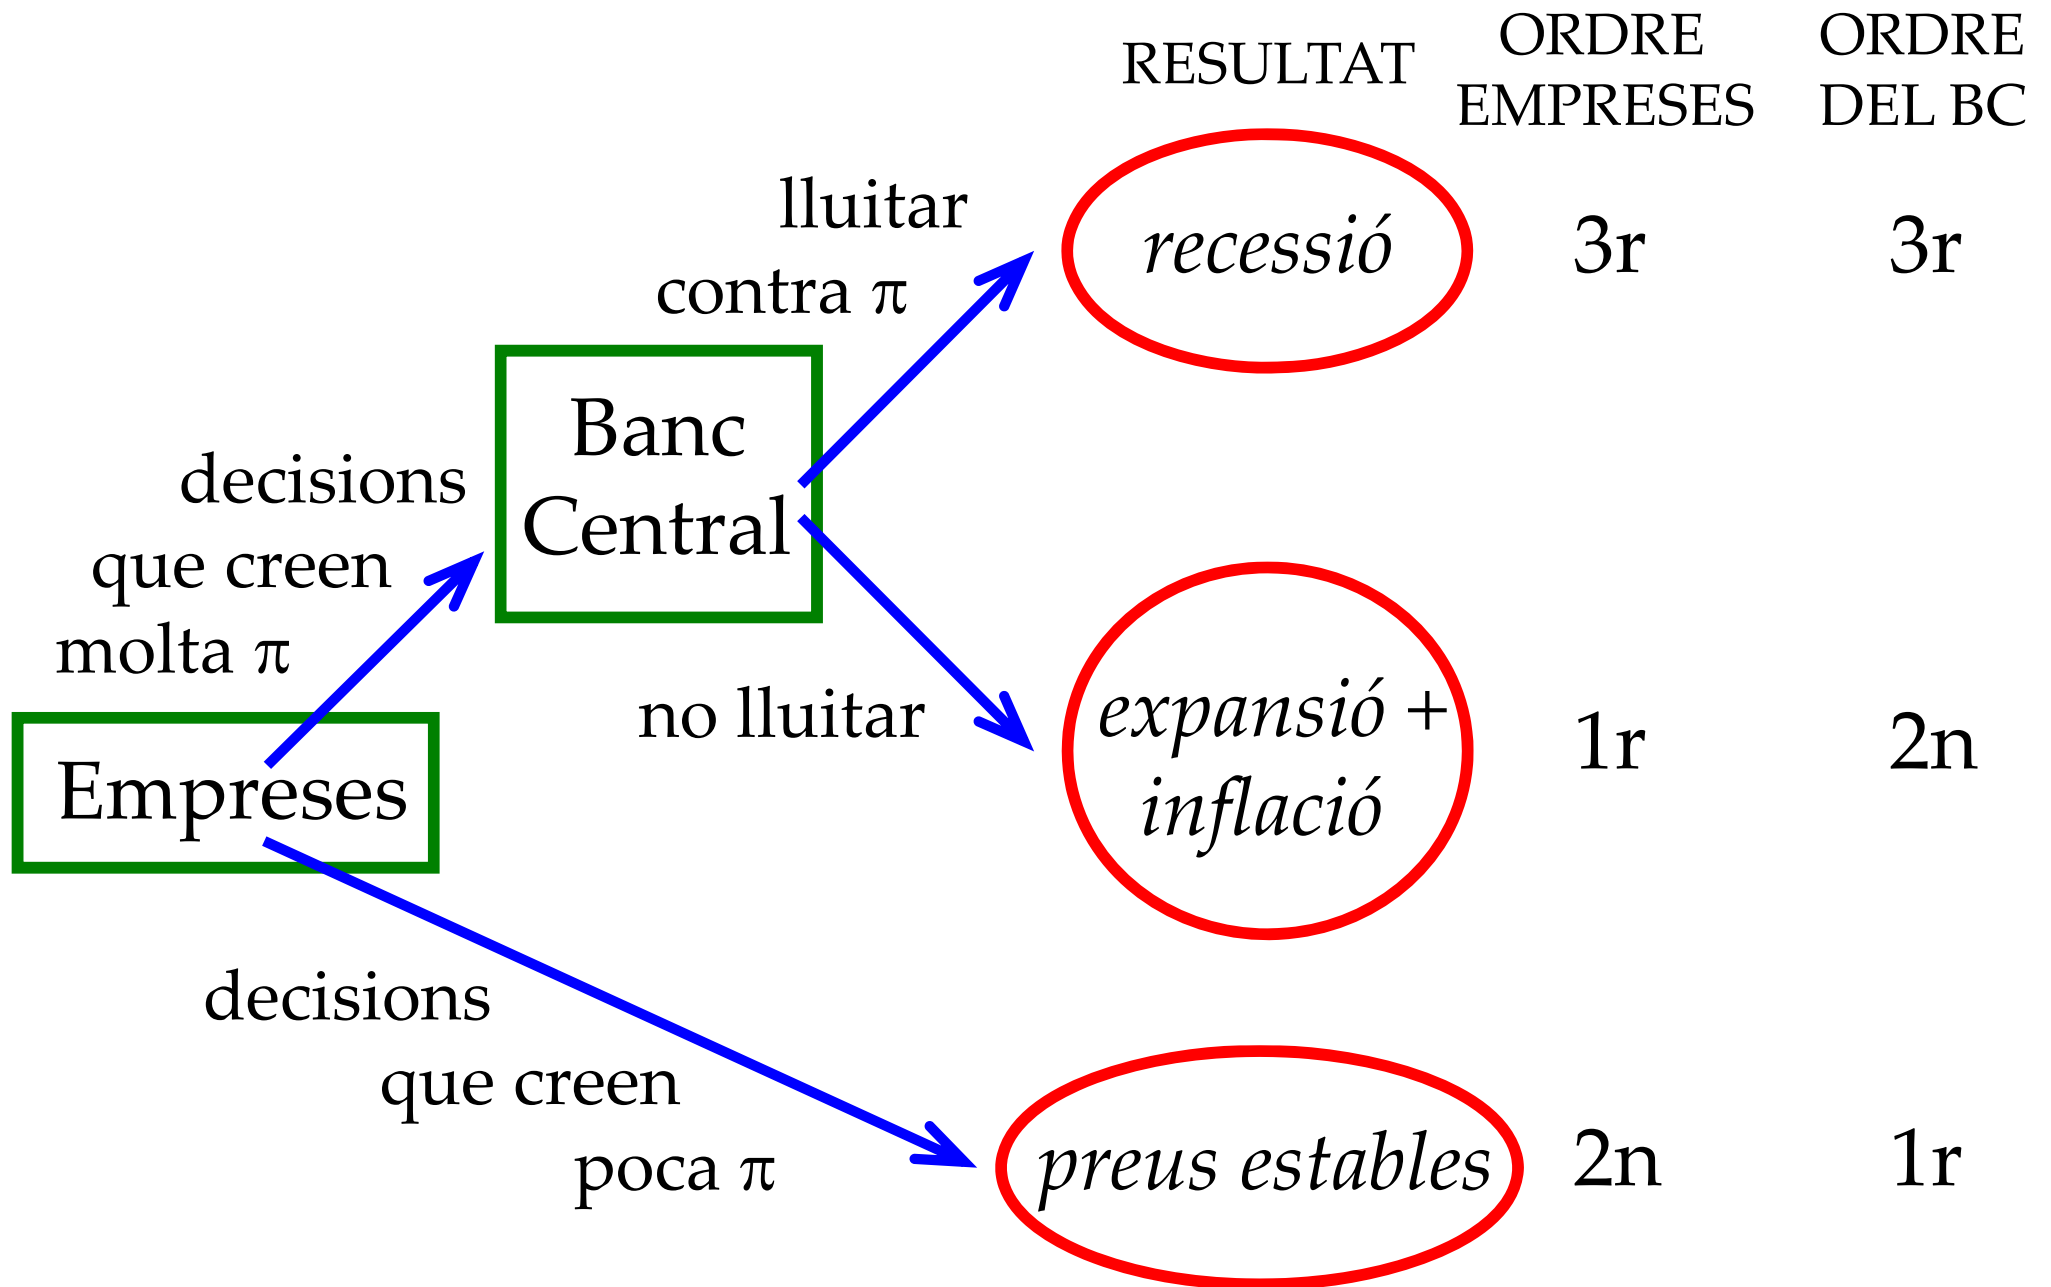 RESULTAT
ORDRE
EMPRESES
ORDRE
DEL BC
lluitar
contra π
recessió
3r
3r
Banc
Central
decisions
que creen
molta π
no lluitar
expansió +
inflació
1r
2n
Empreses
decisions
que creen
poca π
preus estables
2n
1r